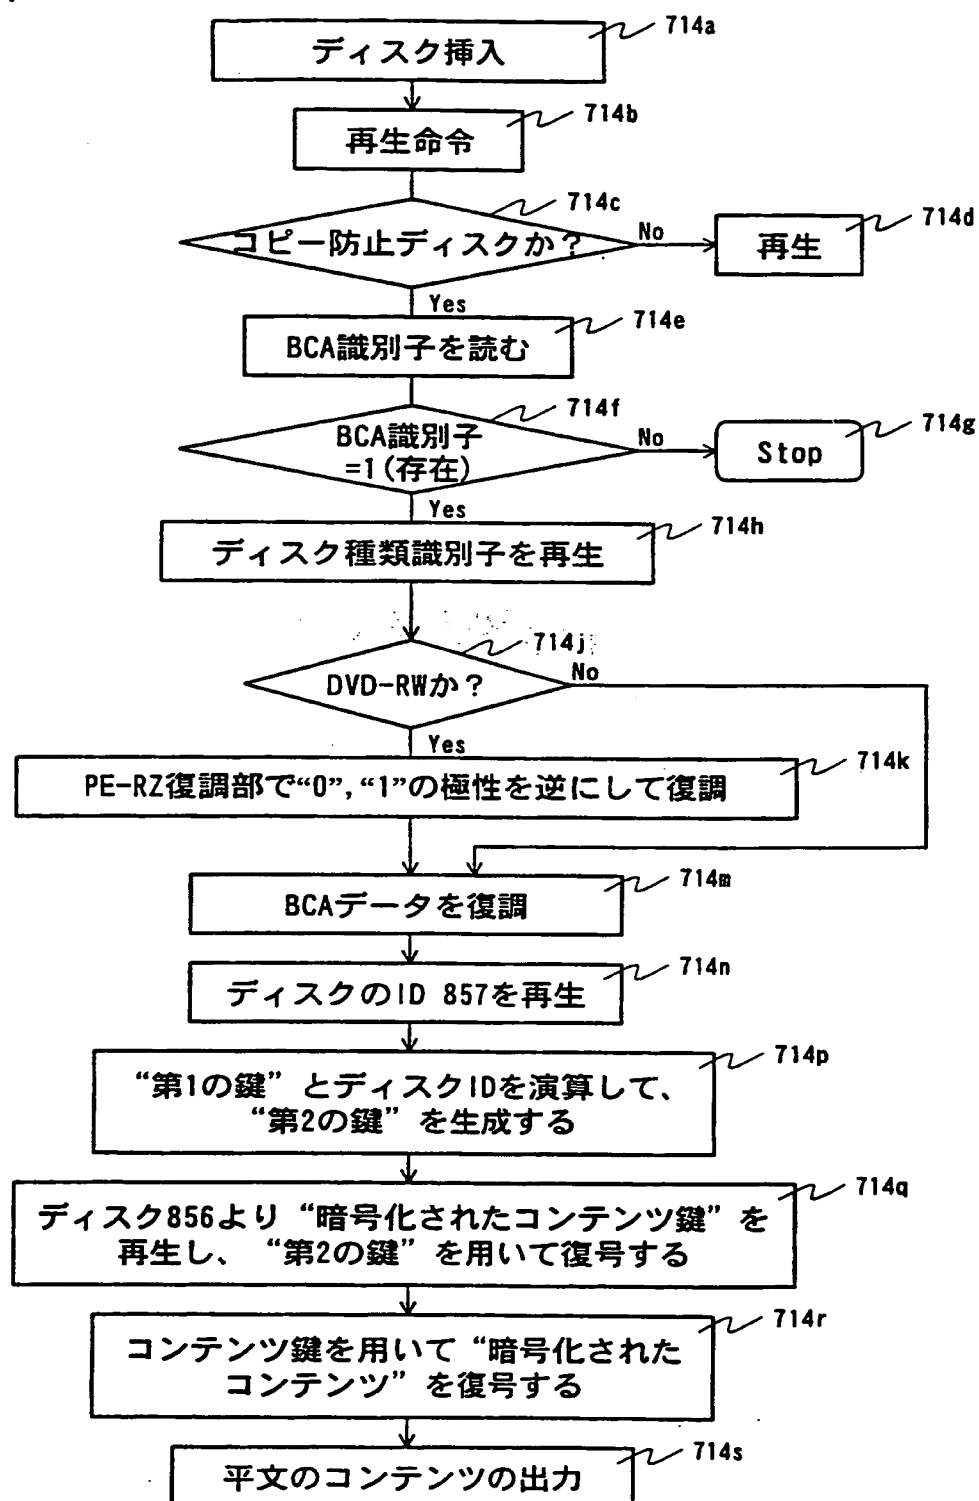 ディスク挿入
714a
再生命令
714b
コピー防止ディスクか？
714c
No
再生
714d
Yes
BCA識別子を読む
714e
BCA識別子
=1(存在)
714f
No
Stop
714g
Yes
ディスク種類識別子を再生
714h
DVD-RWか？
714j
No
Yes
PE-RZ復調部で“0”,“1”の極性を逆にして復調
714k
BCAデータを復調
714m
ディスクのID 857を再生
714n
“第1の鍵”とディスクIDを演算して、
“第2の鍵”を生成する
714p
ディスク856より“暗号化されたコンテンツ鍵”を
再生し、“第2の鍵”を用いて復号する
714q
コンテンツ鍵を用いて“暗号化された
コンテンツ”を復号する
714r
平文のコンテンツの出力
714s